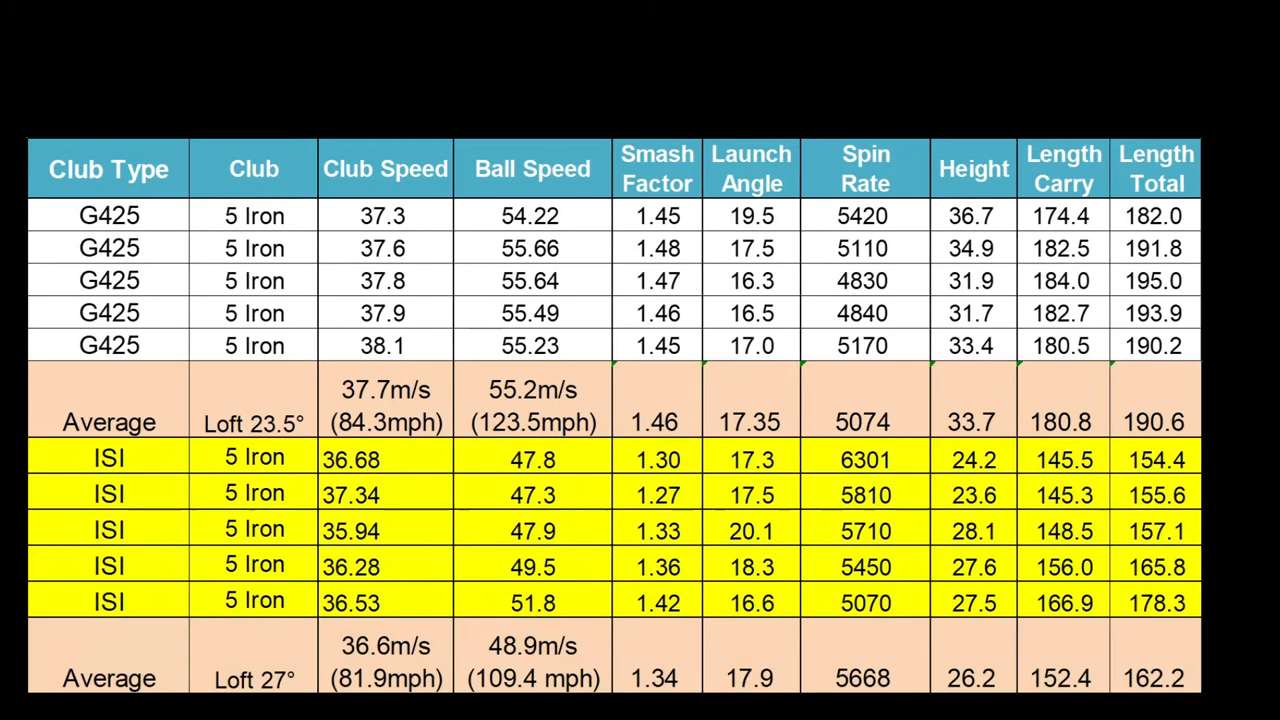 Club Type Club Club Speed Ball Speed Smash Factor Launch Angle Spin Rate Height Length Carry Length Total
G425 5 Iron 37.3 54.22 1.45 19.5 5420 36.7 174.4 182.0
G425 5 Iron 37.6 55.66 1.48 17.5 5110 34.9 182.5 191.8
G425 5 Iron 37.8 55.64 1.47 16.3 4830 31.9 184.0 195.0
G425 5 Iron 37.9 55.49 1.46 16.5 4840 31.7 182.7 193.9
G425 5 Iron 38.1 55.23 1.45 17.0 5170 33.4 180.5 190.2
Average Loft 23.5° 37.7m/s (84.3mph) 55.2m/s (123.5mph) 1.46 17.35 5074 33.7 180.8 190.6
ISI 5 Iron 36.68 47.8 1.30 17.3 6301 24.2 145.5 154.4
ISI 5 Iron 37.34 47.3 1.27 17.5 5810 23.6 145.3 155.6
ISI 5 Iron 35.94 47.9 1.33 20.1 5710 28.1 148.5 157.1
ISI 5 Iron 36.28 49.5 1.36 18.3 5450 27.6 156.0 165.8
ISI 5 Iron 36.53 51.8 1.42 16.6 5070 27.5 166.9 178.3
Average Loft 27° 36.6m/s (81.9mph) 48.9m/s (109.4 mph) 1.34 17.9 5668 26.2 152.4 162.2